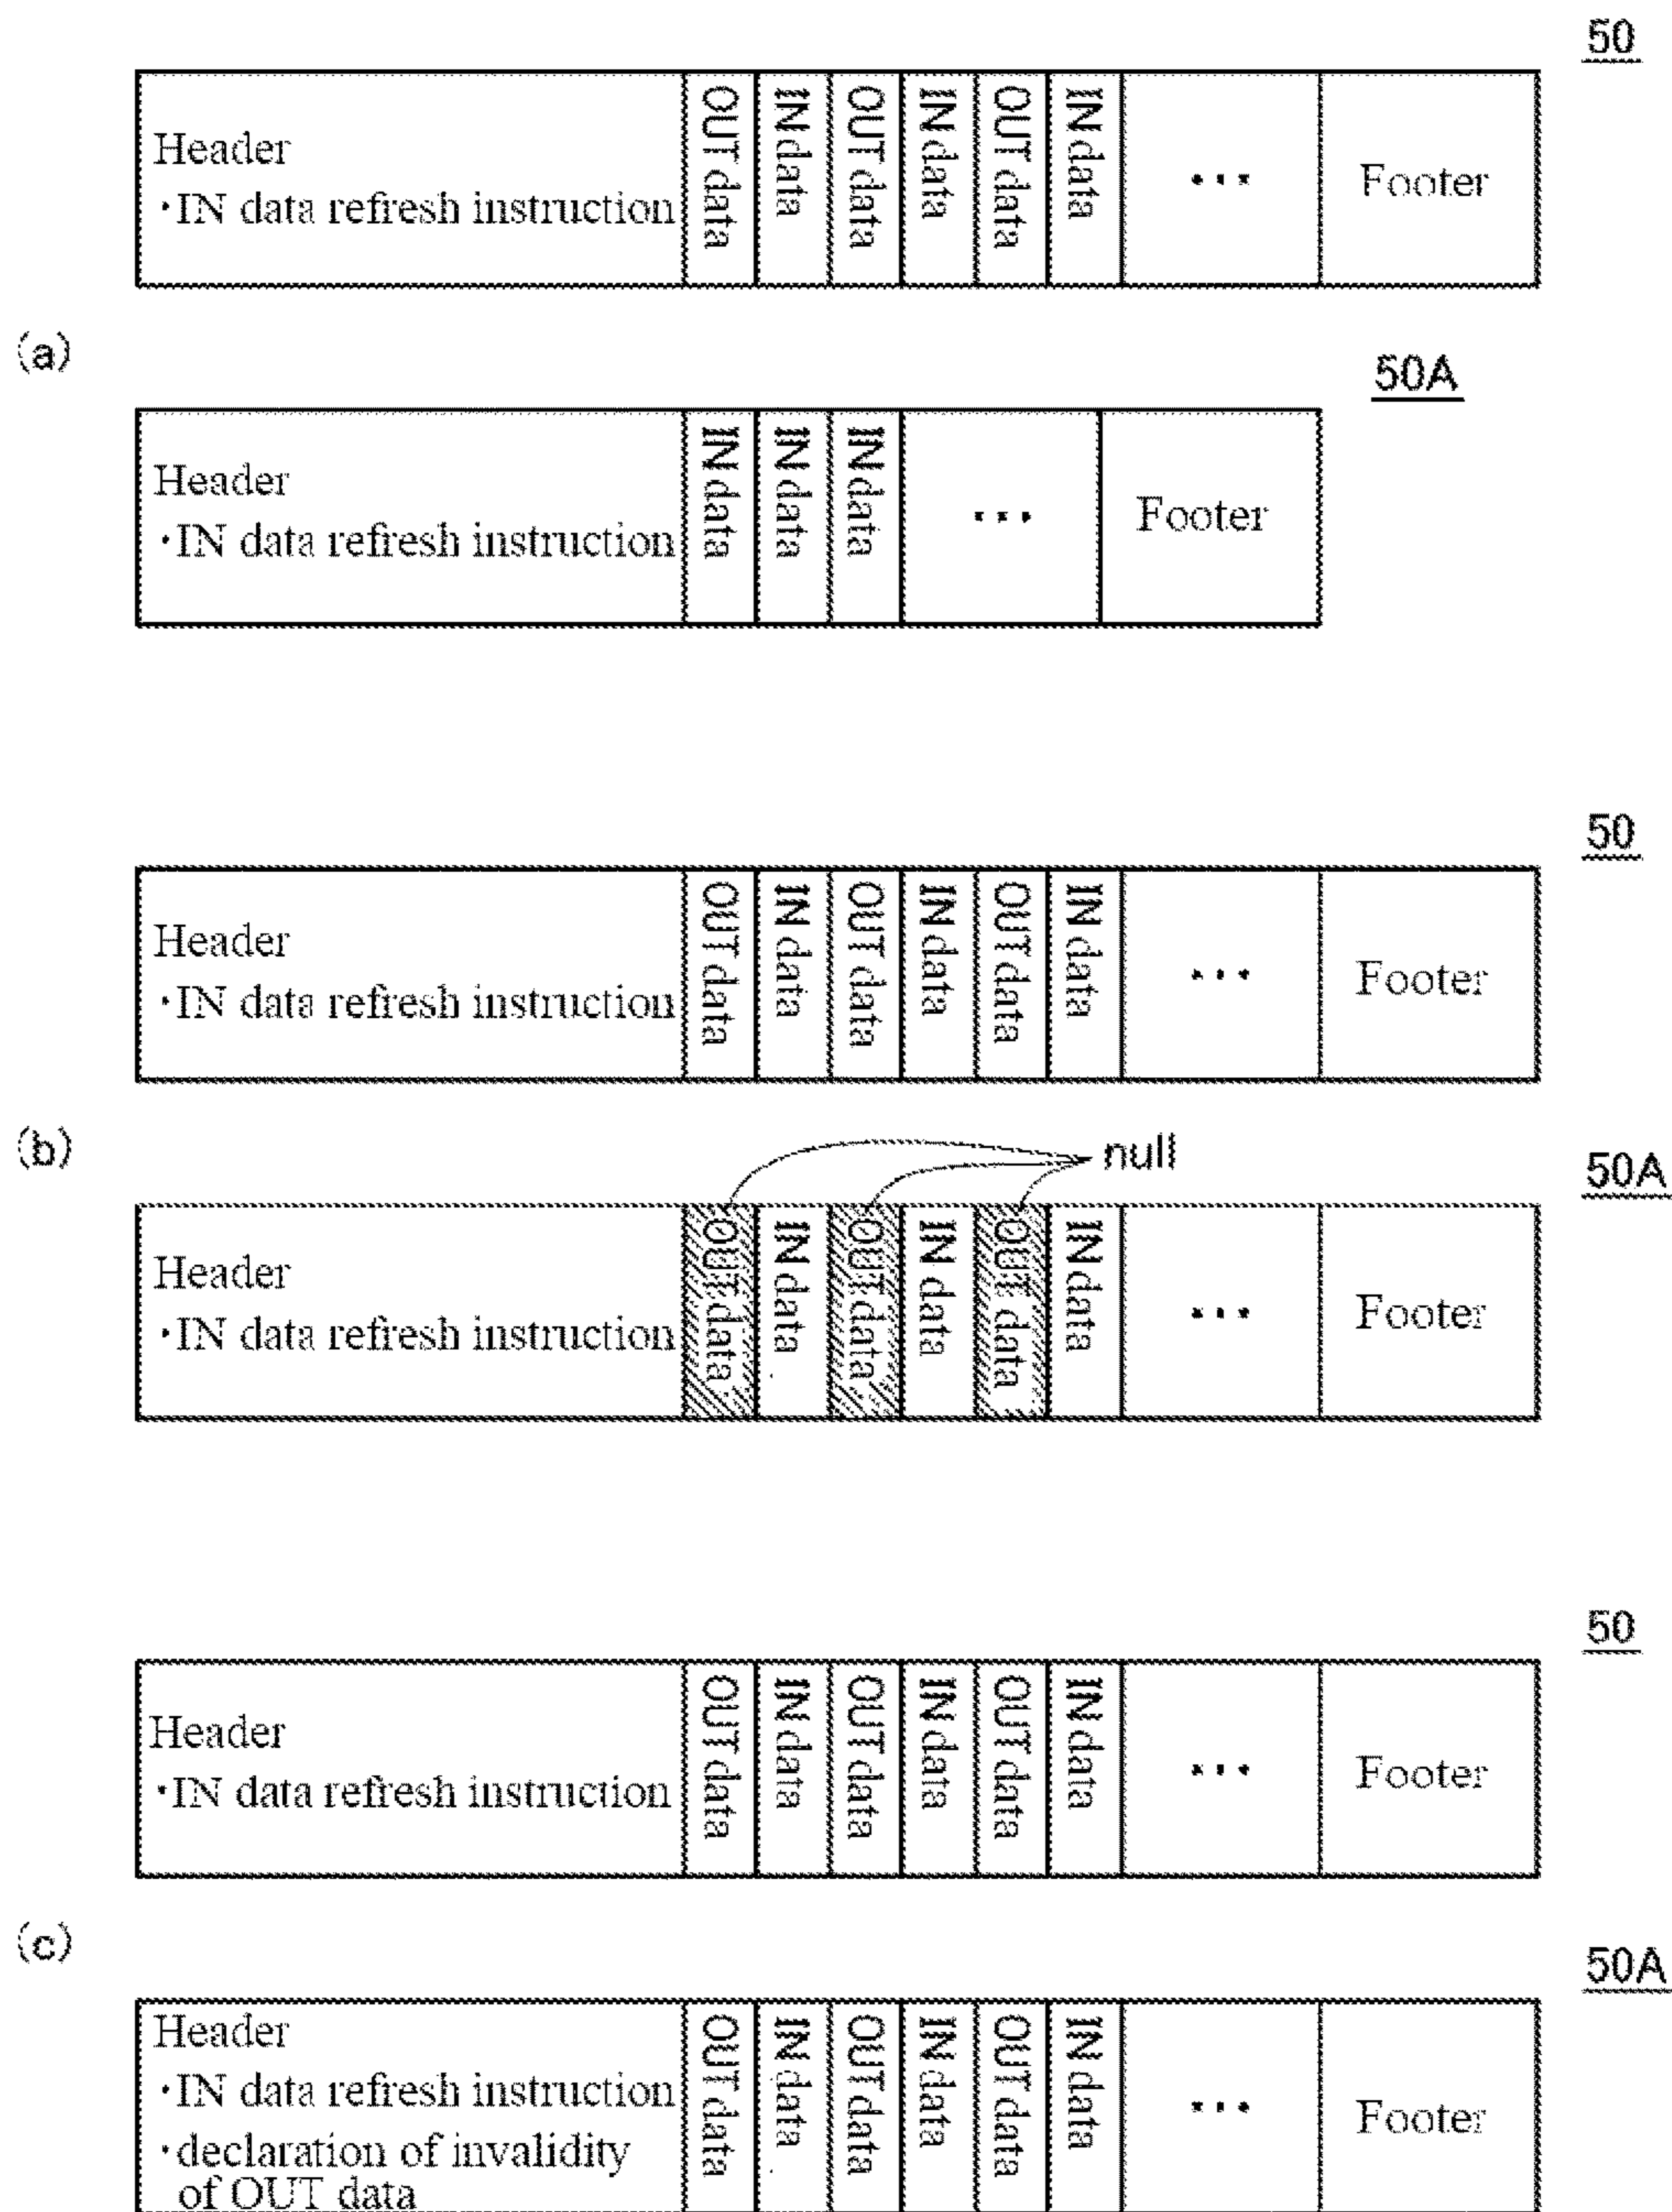 50
Header
・IN data refresh instruction
OUT data
IN data
OUT data
IN data
OUT data
IN data
...
Footer
(a)
50A
Header
・IN data refresh instruction
IN data
IN data
IN data
...
Footer
50
Header
・IN data refresh instruction
OUT data
IN data
OUT data
IN data
OUT data
IN data
...
Footer
(b)
null
50A
Header
・IN data refresh instruction
OUT data
IN data
OUT data
IN data
OUT data
IN data
...
Footer
50
Header
・IN data refresh instruction
OUT data
IN data
OUT data
IN data
OUT data
IN data
...
Footer
(c)
50A
Header
・IN data refresh instruction
・declaration of invalidity
of OUT data
OUT data
IN data
OUT data
IN data
OUT data
IN data
...
Footer